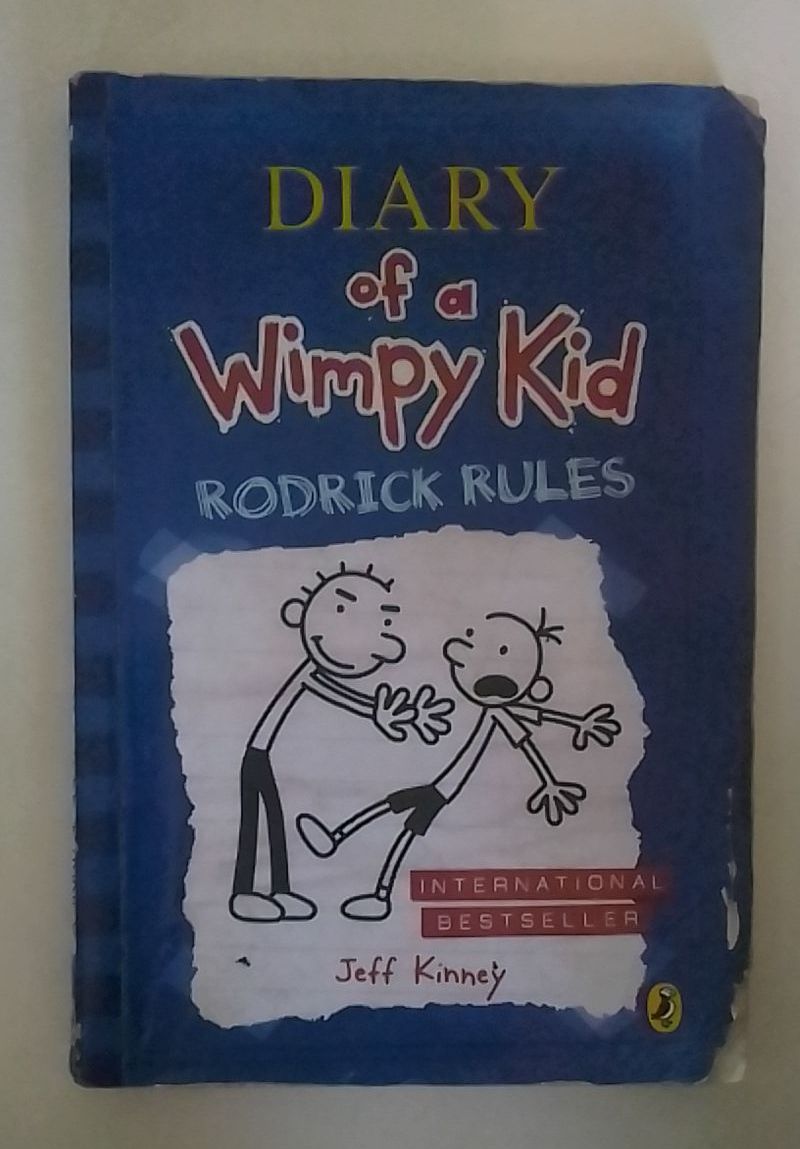 DIARY
of a
Wimpy Kid
RODRICK RULES
INTERNATIONAL
BESTSELLER
Jeff Kinney